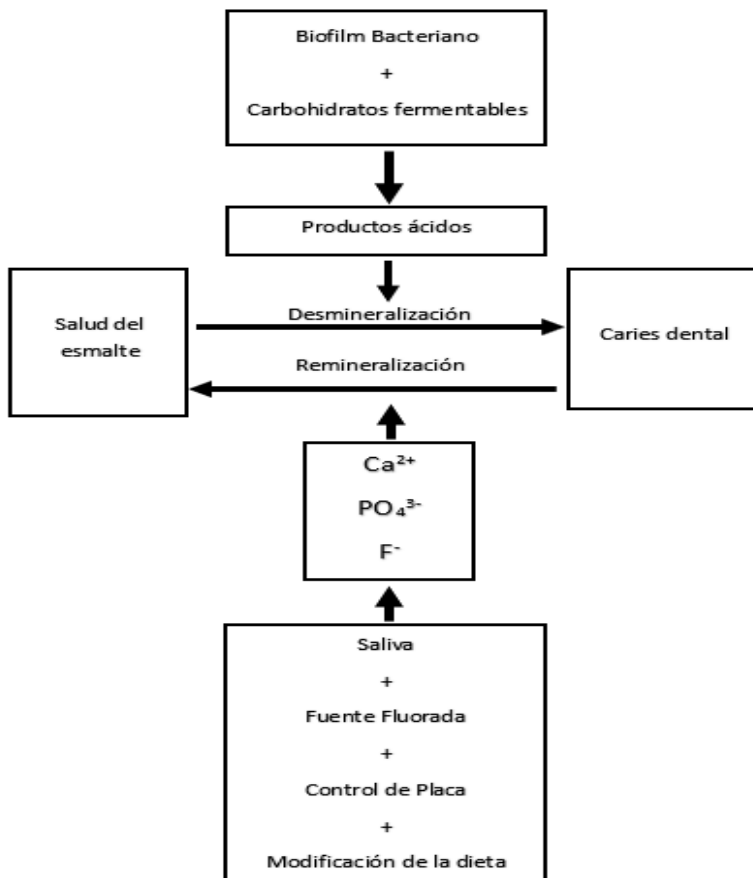 Biofilm Bacteriano
+
Carbohidratos fermentables
Productos ácidos
Salud del
esmalte
Desmineralización
Remineralización
Caries dental
Ca²⁺
PO₄³⁻
F⁻
Saliva
+
Fuente Fluorada
+
Control de Placa
+
Modificación de la dieta